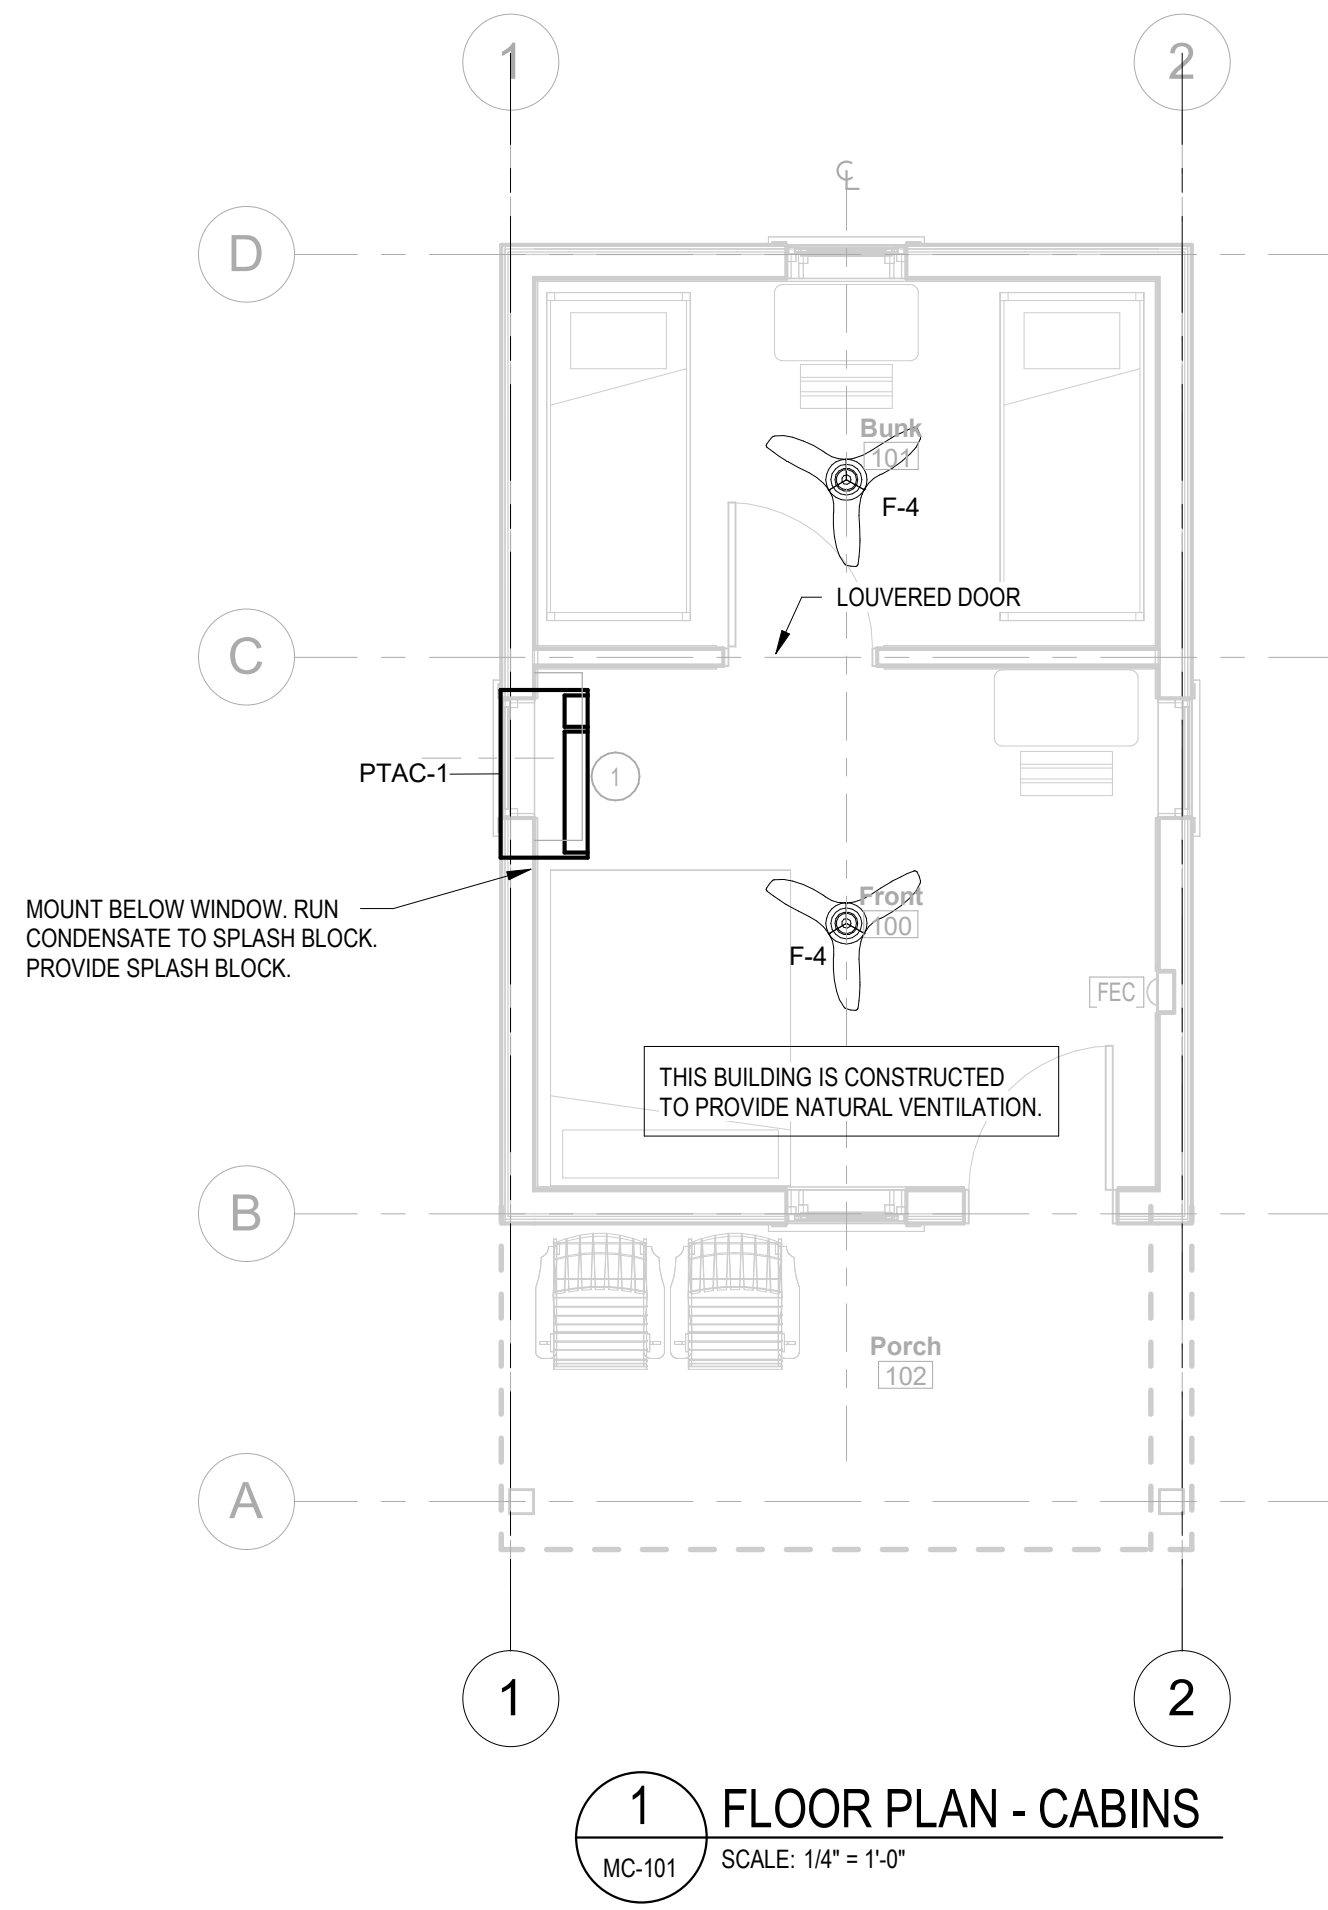 1
2
℄
D
Bunk
101
F-4
LOUVERED DOOR
C
PTAC-1
1
MOUNT BELOW WINDOW. RUN
CONDENSATE TO SPLASH BLOCK.
PROVIDE SPLASH BLOCK.
Front
100
F-4
FEC
THIS BUILDING IS CONSTRUCTED
TO PROVIDE NATURAL VENTILATION.
B
Porch
102
A
1
2
1
MC-101
FLOOR PLAN - CABINS
SCALE: 1/4" = 1'-0"